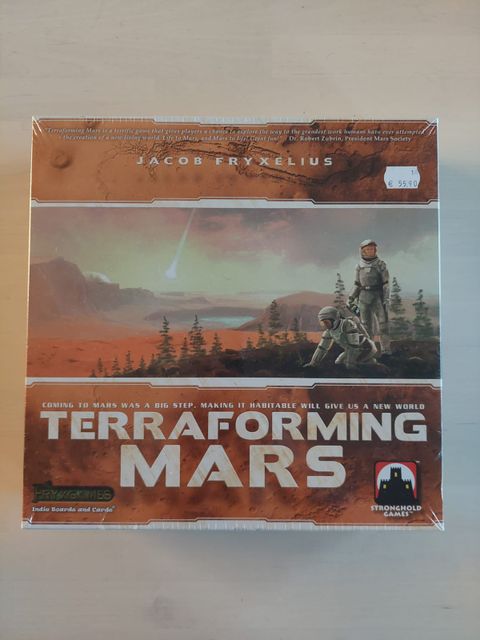 "Terraforming Mars is a terrific game that gives players a chance to explore the way to the grandest work humans have ever attempted
the creation of a new living world. Life to Mars, and Mars to life! Great fun!" Dr. Robert Zubrin, President Mars Society
JACOB FRYXELIUS
€ 55,90
COMING TO MARS WAS A BIG STEP. MAKING IT HABITABLE WILL GIVE US A NEW WORLD
TERRAFORMING
MARS
FRYXGAMES
Indie Boards and Cards
STRONGHOLD
GAMES™